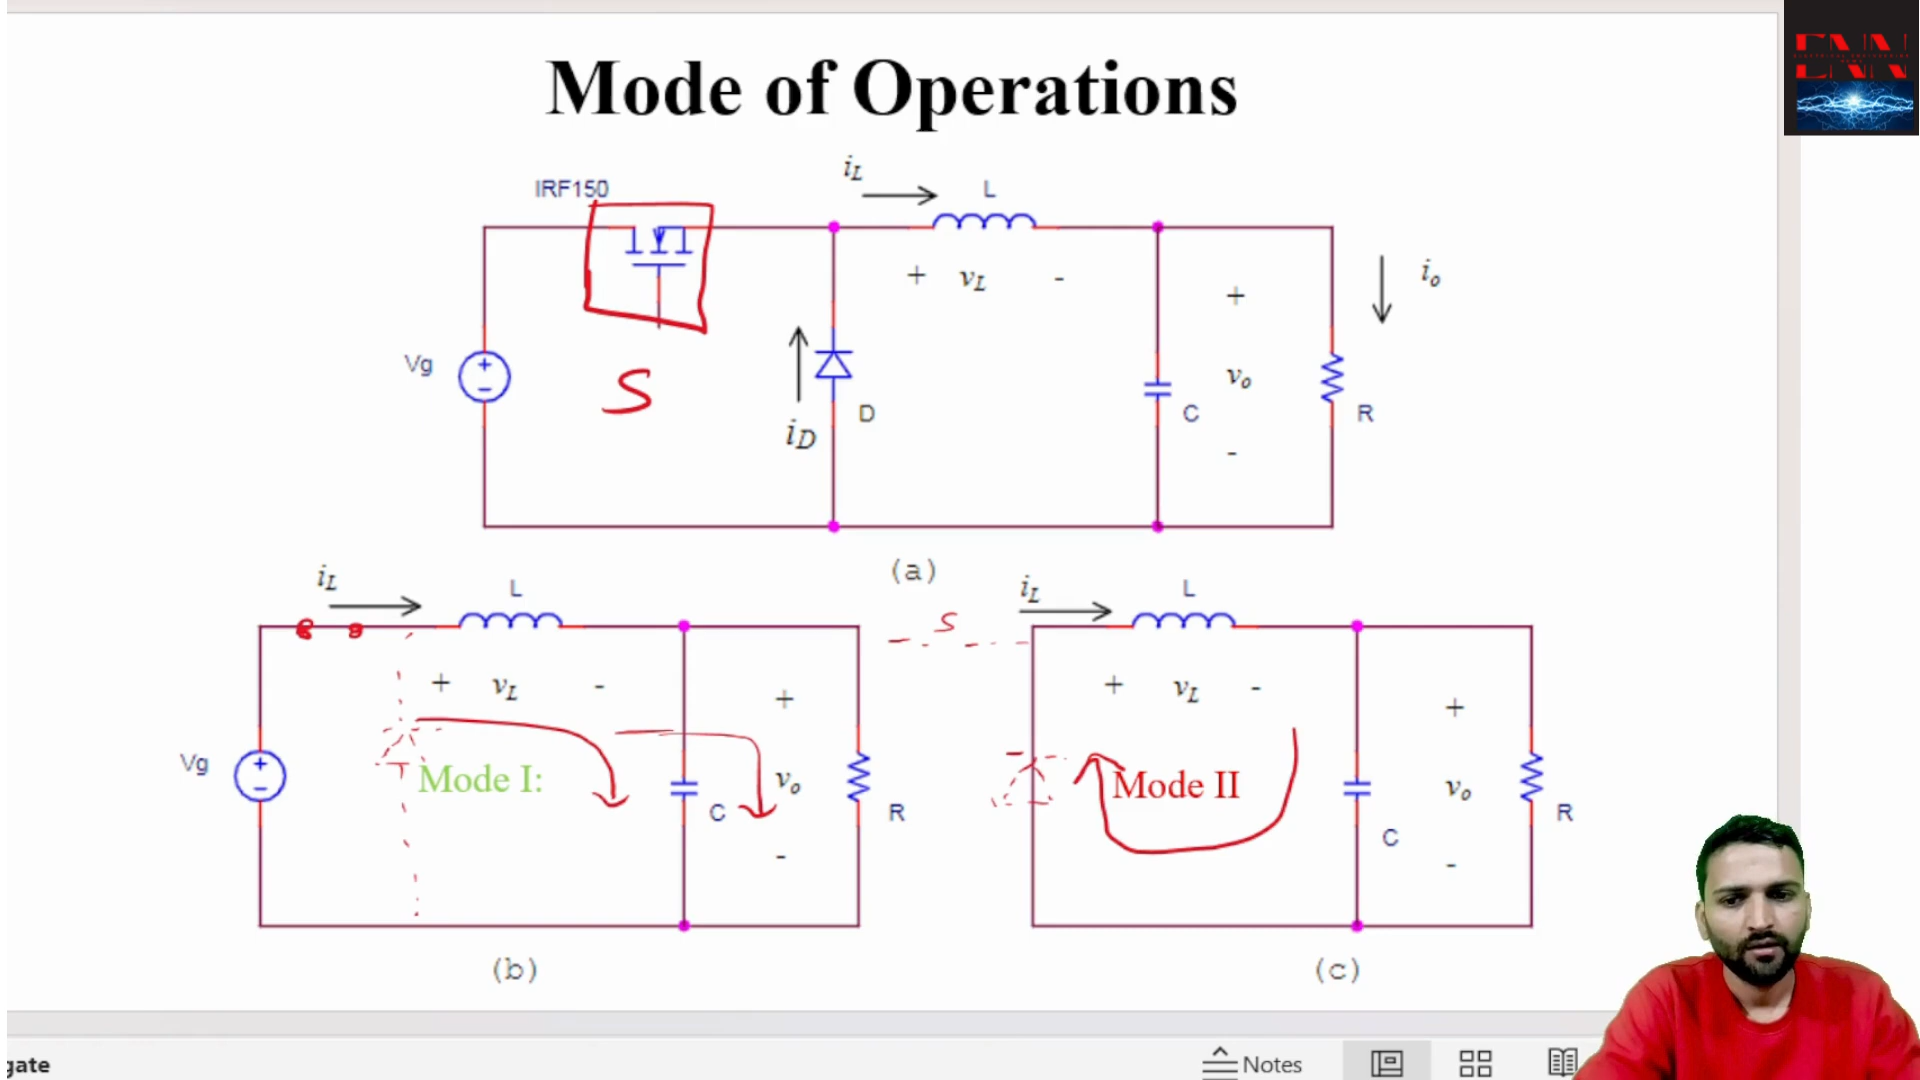 Mode of Operations
ENN
IRF150
iL
L
+ vL -
Vg
+
-
S
iD
D
C
+
vo
-
R
io
(a)
iL
L
+ vL -
Vg
+
-
Mode I:
C
+
vo
-
R
(b)
S
iL
L
+ vL -
Mode II
C
+
vo
-
R
(c)
gate
Notes